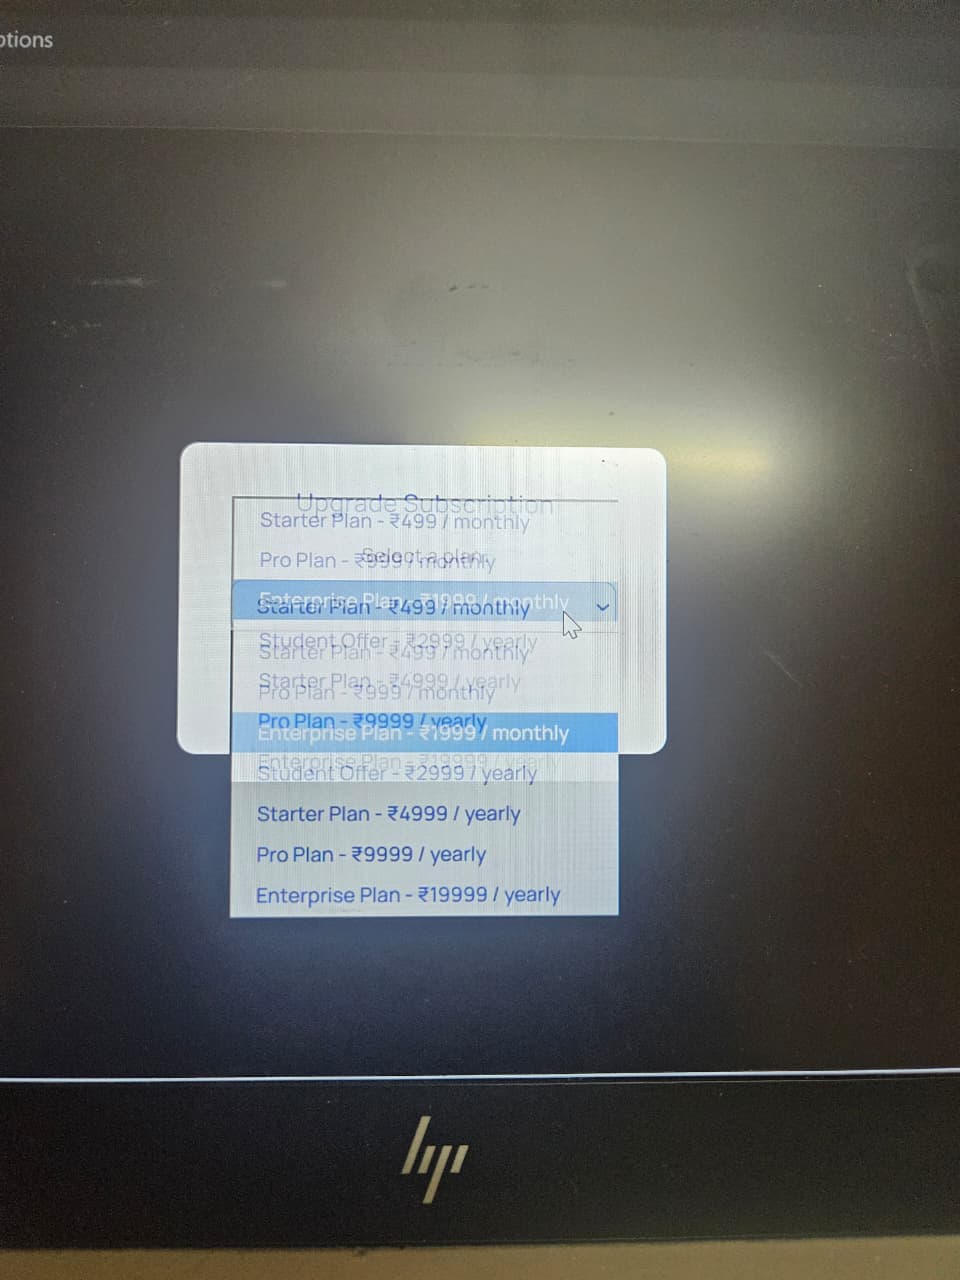 ptions
Upgrade Subscription
Starter Plan - ₹499 / monthly
Select a plan:
Pro Plan - ₹999 / monthly
Enterprise Plan - ₹1999 / monthly
Starter Plan - ₹499 / monthly
Student Offer - ₹2999 / yearly
Starter Plan - ₹499 / monthly
Starter Plan - ₹4999 / yearly
Pro Plan - ₹999 / monthly
Pro Plan - ₹9999 / yearly
Enterprise Plan - ₹1999 / monthly
Enterprise Plan - ₹19999 / yearly
Student Offer - ₹2999 / yearly
Starter Plan - ₹4999 / yearly
Pro Plan - ₹9999 / yearly
Enterprise Plan - ₹19999 / yearly
hp